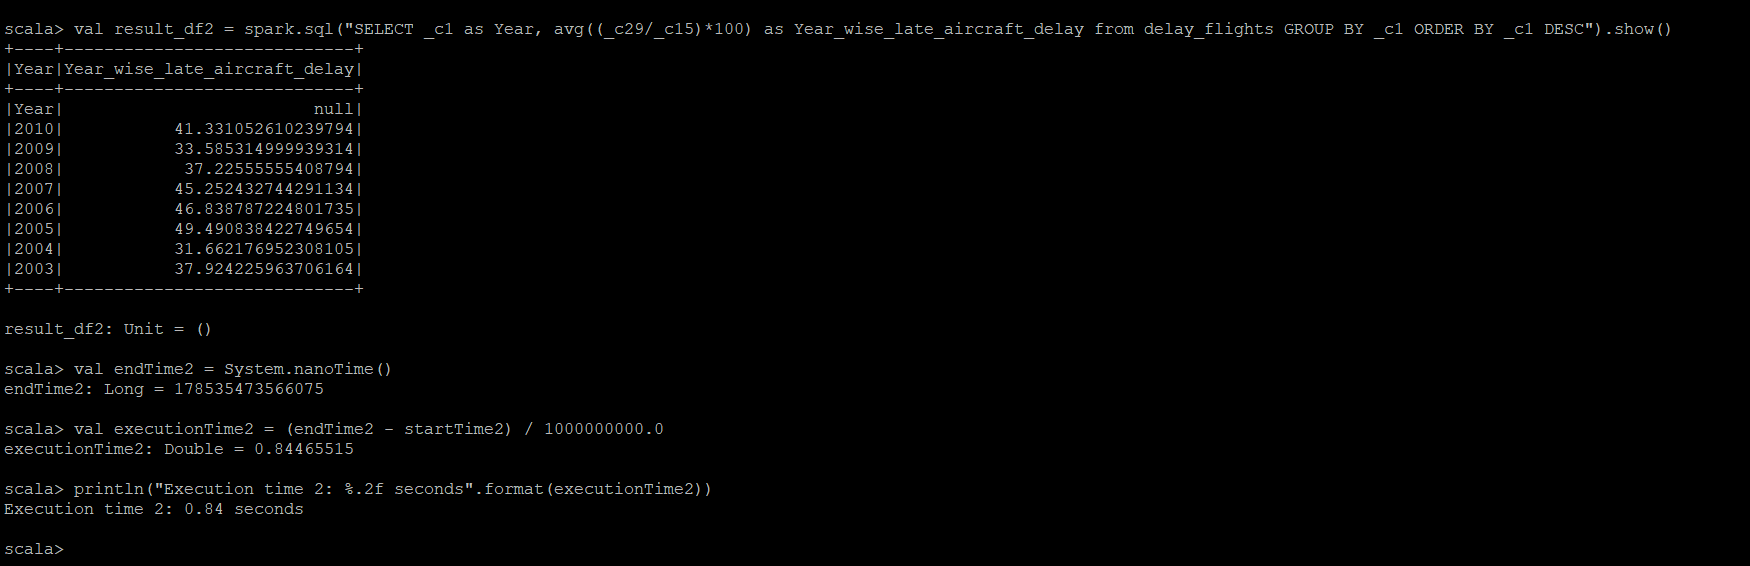 scala> val result_df2 = spark.sql("SELECT _c1 as Year, avg((_c29/_c15)*100) as Year_wise_late_aircraft_delay from delay_flights GROUP BY _c1 ORDER BY _c1 DESC").show()
+----+-----------------------------+
|Year|Year_wise_late_aircraft_delay|
+----+-----------------------------+
|Year|                         null|
|2010|           41.331052610239794|
|2009|           33.585314999939314|
|2008|            37.22555555408794|
|2007|           45.252432744291134|
|2006|           46.838787224801735|
|2005|           49.490838422749654|
|2004|           31.662176952308105|
|2003|           37.924225963706164|
+----+-----------------------------+
result_df2: Unit = ()
scala> val endTime2 = System.nanoTime()
endTime2: Long = 178535473566075
scala> val executionTime2 = (endTime2 - startTime2) / 1000000000.0
executionTime2: Double = 0.84465515
scala> println("Execution time 2: %.2f seconds".format(executionTime2))
Execution time 2: 0.84 seconds
scala>